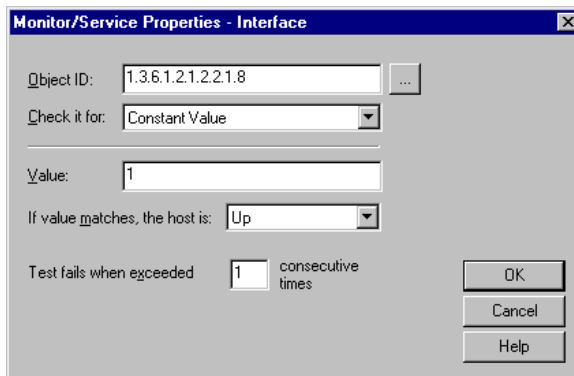 Monitor/Service Properties - Interface
Object ID: 1.3.6.1.2.1.2.2.1.8 ...
Check it for: Constant Value
Value: 1
If value matches, the host is: Up
Test fails when exceeded 1 consecutive
times
OK
Cancel
Help